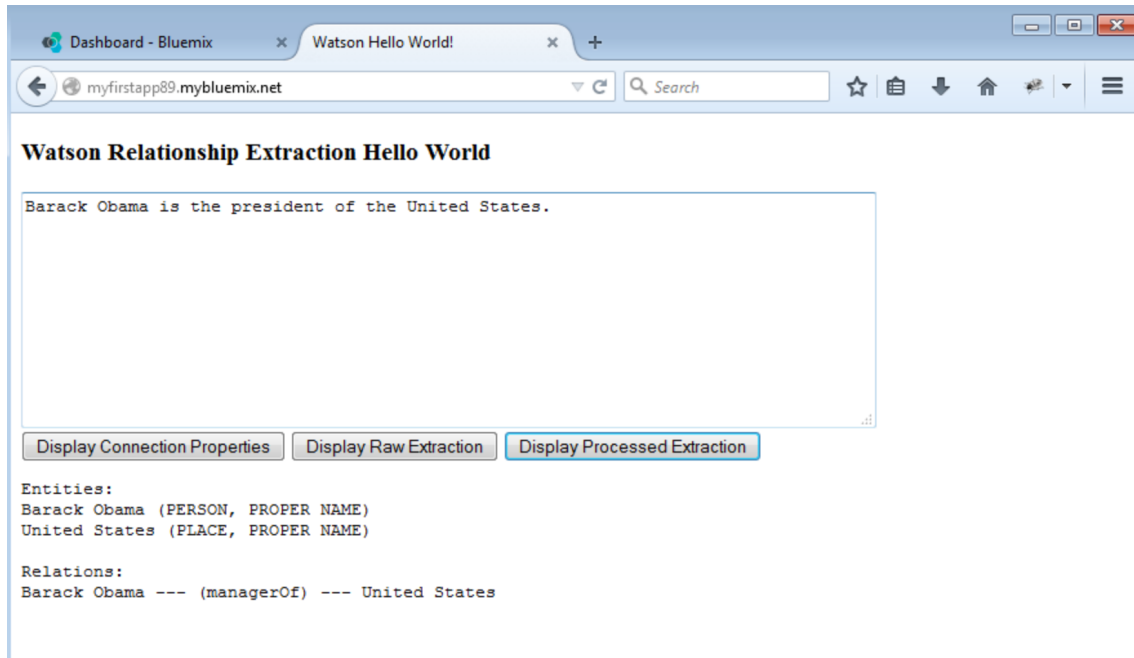 Dashboard - Bluemix
Watson Hello World!
myfirstapp89.mybluemix.net
Search
Watson Relationship Extraction Hello World
Barack Obama is the president of the United States.
Display Connection Properties
Display Raw Extraction
Display Processed Extraction
Entities:
Barack Obama (PERSON, PROPER NAME)
United States (PLACE, PROPER NAME)
Relations:
Barack Obama --- (managerOf) --- United States